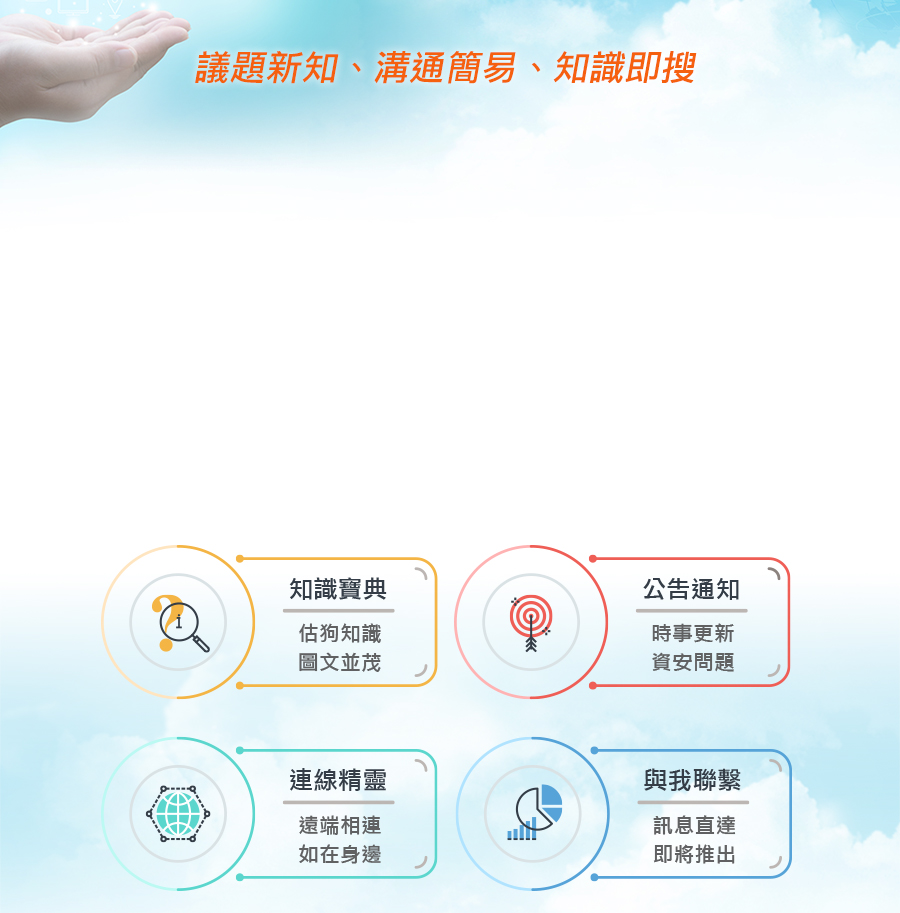 議題新知、溝通簡易、知識即搜
知識寶典
估狗知識
圖文並茂
公告通知
時事更新
資安問題
連線精靈
遠端相連
如在身邊
與我聯繫
訊息直達
即將推出